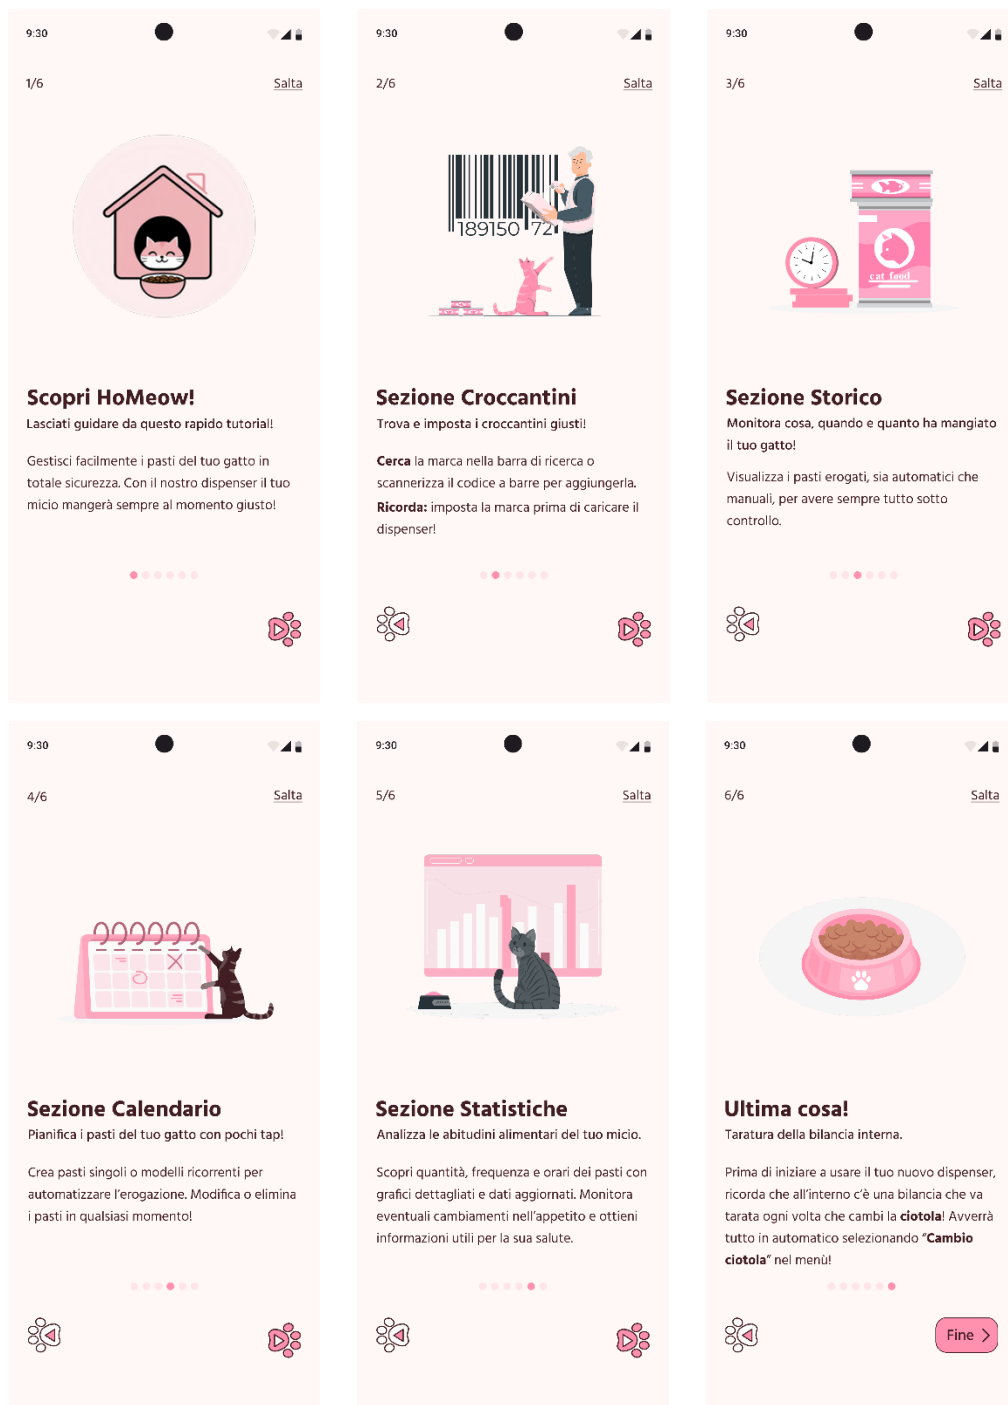 9:30
1/6
Salta
Scopri HoMeow!
Lasciati guidare da questo rapido tutorial!
Gestisci facilmente i pasti del tuo gatto in
totale sicurezza. Con il nostro dispenser il tuo
micio mangerà sempre al momento giusto!
9:30
2/6
Salta
189150 72
Sezione Croccantini
Trova e imposta i croccantini giusti!
Cerca la marca nella barra di ricerca o
scannerizza il codice a barre per aggiungerla.
Ricorda: imposta la marca prima di caricare il
dispenser!
9:30
3/6
Salta
cat food
Sezione Storico
Monitora cosa, quando e quanto ha mangiato
il tuo gatto!
Visualizza i pasti erogati, sia automatici che
manuali, per avere sempre tutto sotto
controllo.
9:30
4/6
Salta
Sezione Calendario
Pianifica i pasti del tuo gatto con pochi tap!
Crea pasti singoli o modelli ricorrenti per
automatizzare l'erogazione. Modifica o elimina
i pasti in qualsiasi momento!
9:30
5/6
Salta
Sezione Statistiche
Analizza le abitudini alimentari del tuo micio.
Scopri quantità, frequenza e orari dei pasti con
grafici dettagliati e dati aggiornati. Monitora
eventuali cambiamenti nell'appetito e ottieni
informazioni utili per la sua salute.
9:30
6/6
Salta
Ultima cosa!
Taratura della bilancia interna.
Prima di iniziare a usare il tuo nuovo dispenser,
ricorda che all'interno c'è una bilancia che va
tarata ogni volta che cambi la ciotola! Avverrà
tutto in automatico selezionando "Cambio
ciotola" nel menù!
Fine